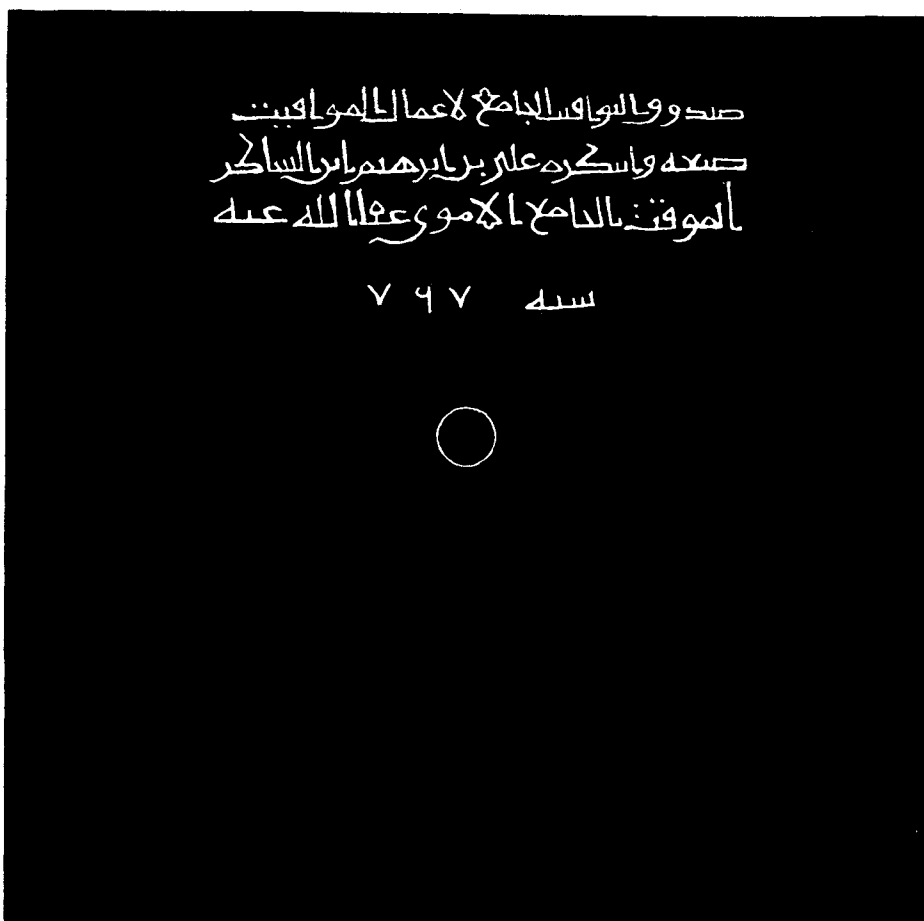 صندوق اليواقيت الجامع لاعمال المواقيت
صنعه وابتكره علي بن ابرهيم ابن الشاطر
الموقت بالجامع الاموي عفا الله عنه
سنه ٧٦٧